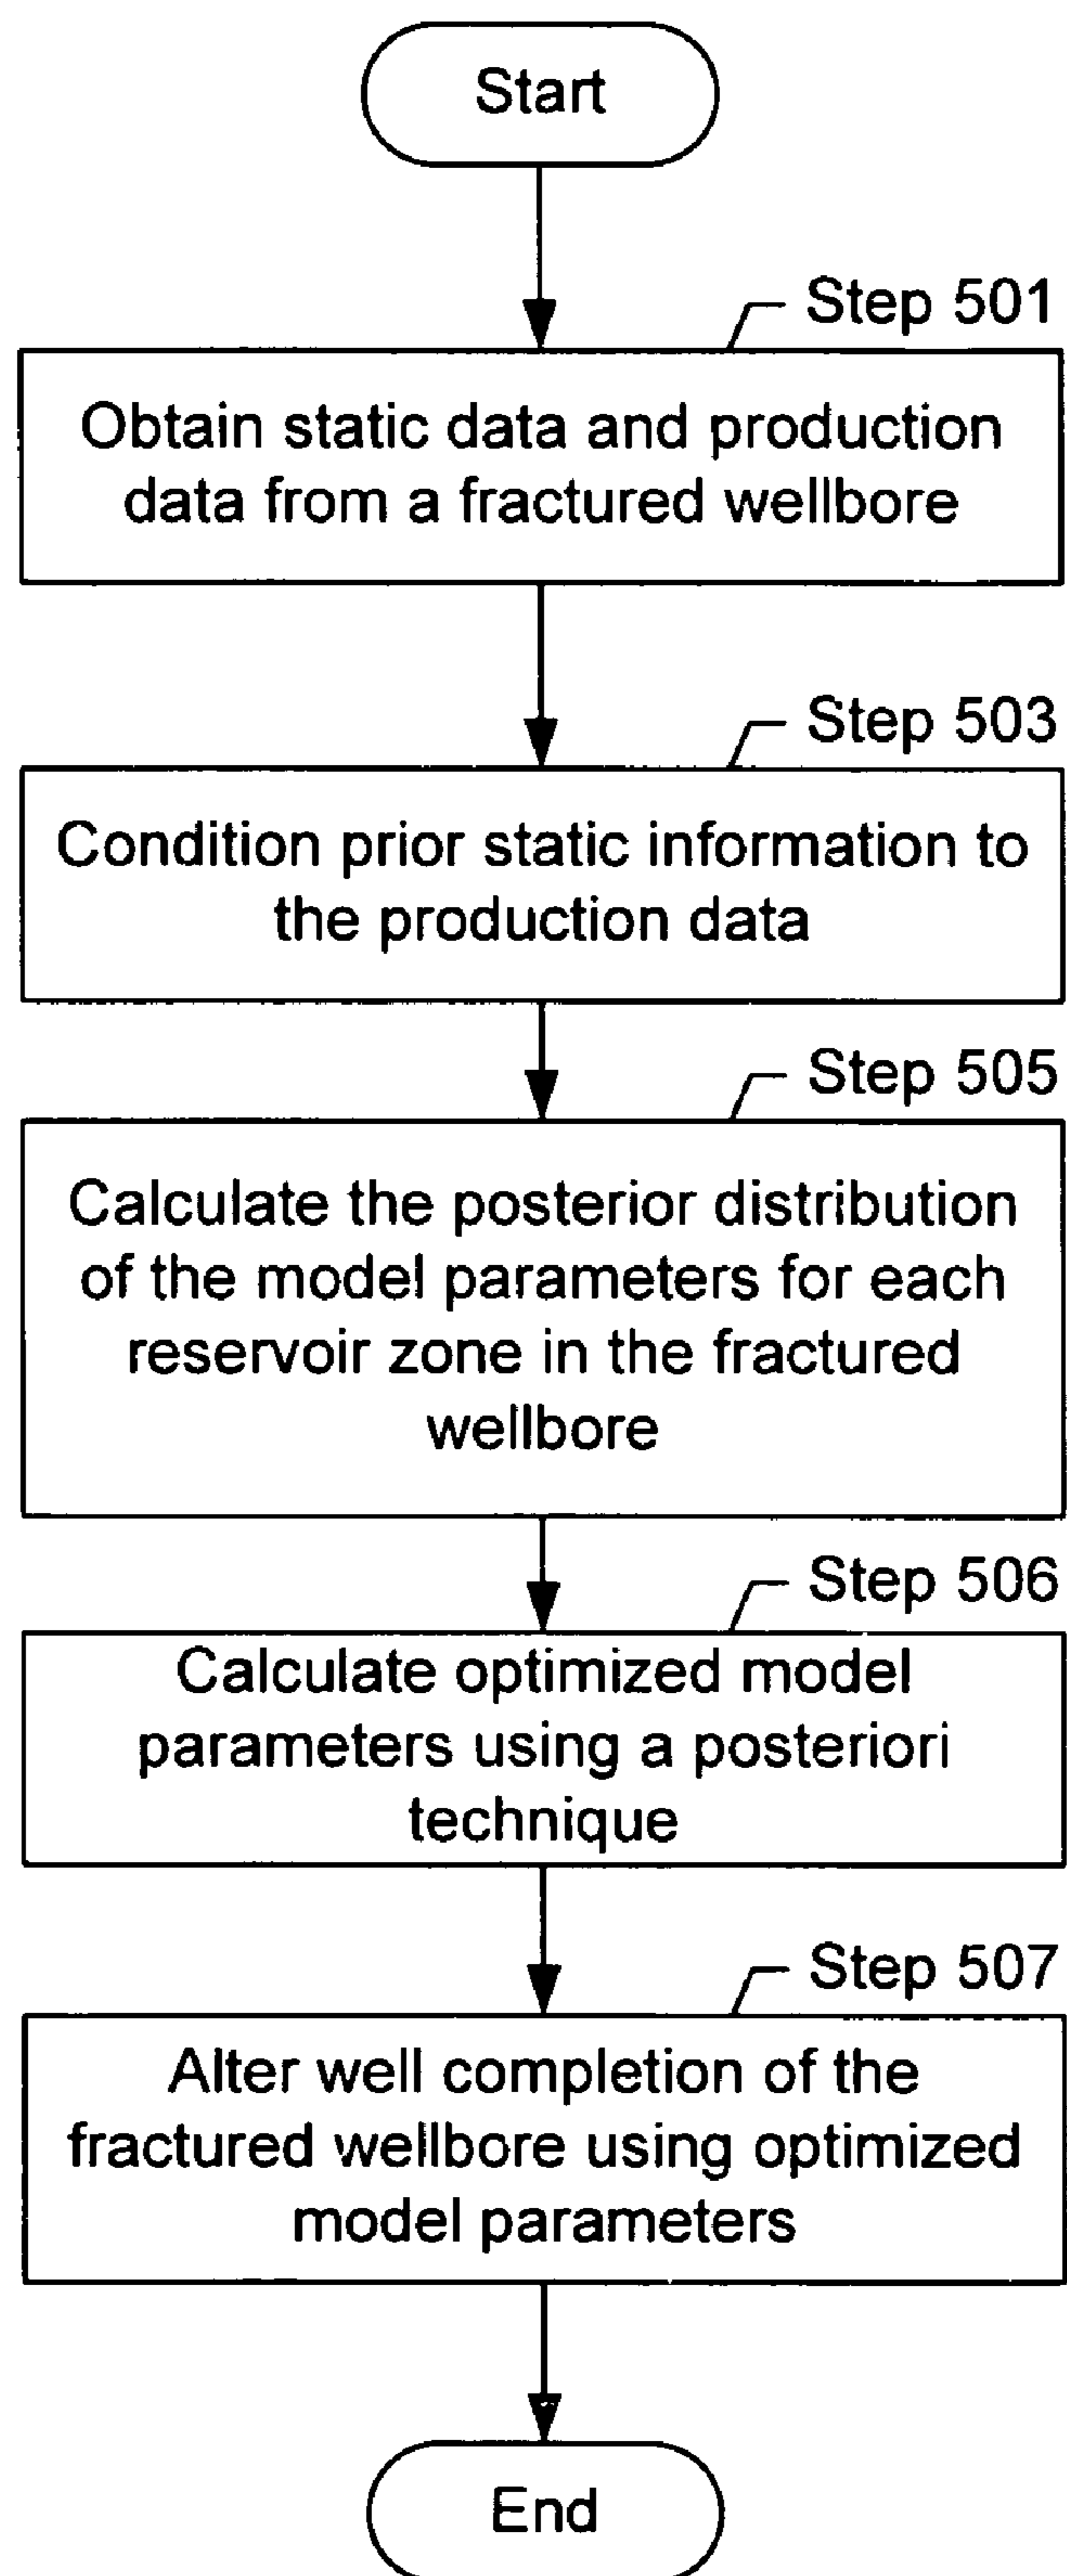 Start
Step 501
Obtain static data and production
data from a fractured wellbore
Step 503
Condition prior static information to
the production data
Step 505
Calculate the posterior distribution
of the model parameters for each
reservoir zone in the fractured
wellbore
Step 506
Calculate optimized model
parameters using a posteriori
technique
Step 507
Alter well completion of the
fractured wellbore using optimized
model parameters
End